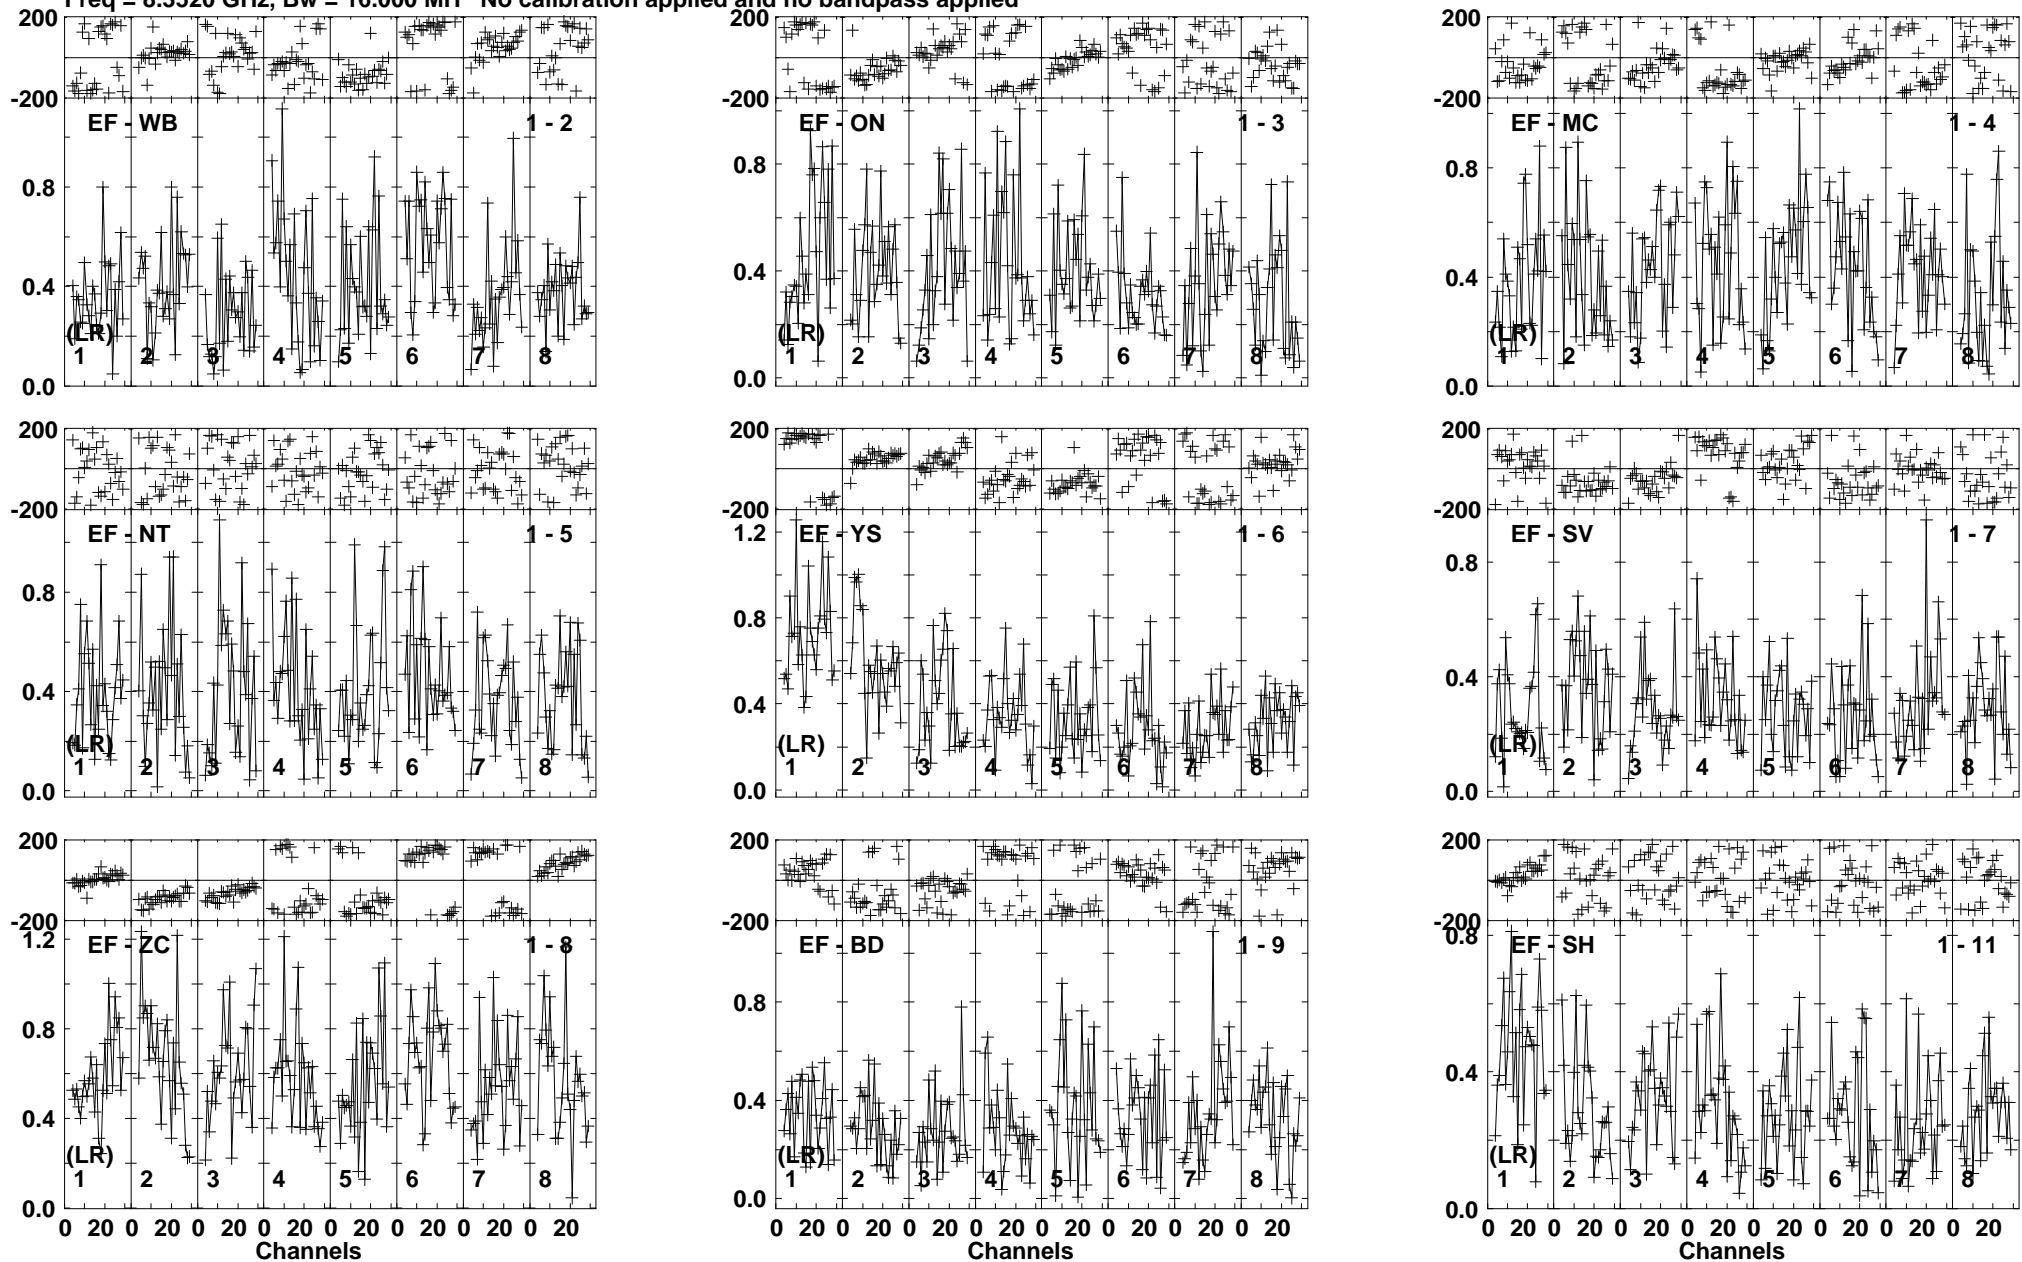 Freq = 8.3520 GHz, Bw = 16.000 MH No calibration applied and no bandpass applied
200 200 200
-200 -200 -200
EF - WB 1 - 2 EF - ON 1 - 3 EF - MC 1 - 4
0.8 0.8 0.8
0.4 0.4 0.4
(LR) (LR) (LR)
1 2 3 4 5 6 7 8 1 2 3 4 5 6 7 8 1 2 3 4 5 6 7 8
0.0 0.0 0.0
200 200 200
-200 -200 -200
EF - NT 1 - 5 1.2 EF - YS 1 - 6 EF - SV 1 - 7
0.8 0.8 0.8
0.4 0.4 0.4
(LR) (LR) (LR)
1 2 3 4 5 6 7 8 1 2 3 4 5 6 7 8 1 2 3 4 5 6 7 8
0.0 0.0 0.0
200 200 200
-200 -200 -200
1.2 EF - ZC 1 - 8 EF - BD 1 - 9 0.8 EF - SH 1 - 11
0.8 0.8
0.4 0.4 0.4
(LR) (LR) (LR)
1 2 3 4 5 6 7 8 1 2 3 4 5 6 7 8 1 2 3 4 5 6 7 8
0.0 0.0 0.0
0 20 0 20 0 20 0 20 0 20 0 20 0 20 0 20 0 20 0 20 0 20 0 20 0 20 0 20 0 20 0 20 0 20 0 20 0 20 0 20 0 20 0 20 0 20 0 20
Channels Channels Channels